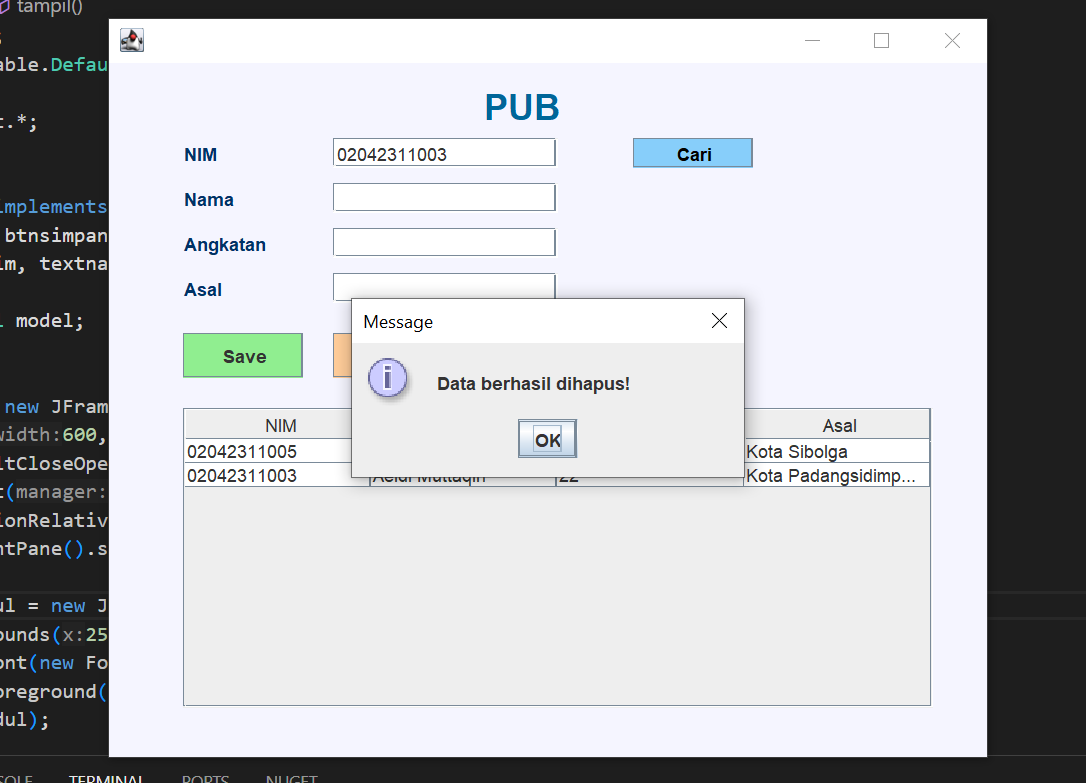 tampil()
able.Defau
t.*;
implements
btnsimpan
im, textna
model;
new JFram
width:600,
itCloseOpe
t(manager:
ionRelativ
ntPane().s
ul = new J
ounds(x:25
ont(new Fo
oreground(
dul);
SOLE TERMINAL PORTS NUGET
PUB
NIM 02042311003 Cari
Nama
Angkatan
Asal
Save
Message
Data berhasil dihapus!
OK
NIM Asal
02042311005 Kota Sibolga
02042311003 22 Kota Padangsidimp...